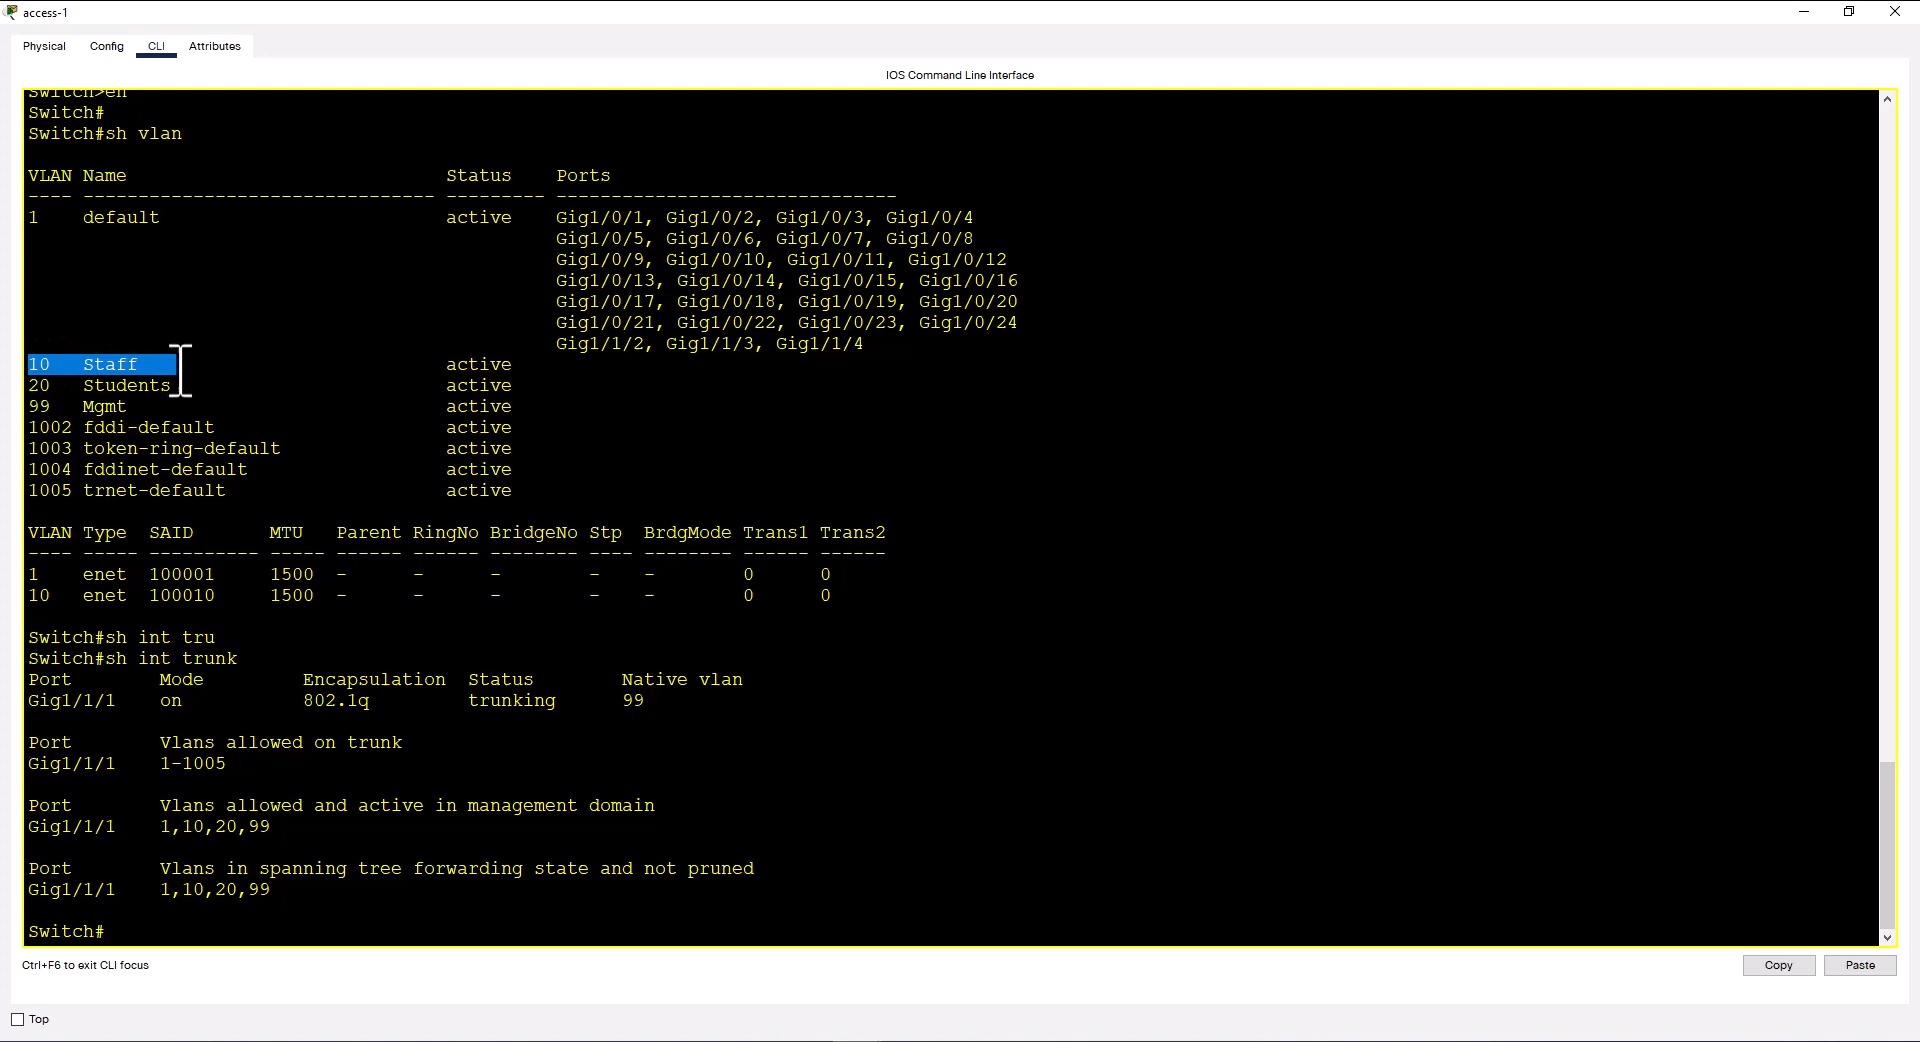 access-1
Physical Config CLI Attributes
IOS Command Line Interface
Switch>en
Switch#
Switch#sh vlan
VLAN Name Status Ports
---- -------------------------------- --------- -------------------------------
1 default active Gig1/0/1, Gig1/0/2, Gig1/0/3, Gig1/0/4
Gig1/0/5, Gig1/0/6, Gig1/0/7, Gig1/0/8
Gig1/0/9, Gig1/0/10, Gig1/0/11, Gig1/0/12
Gig1/0/13, Gig1/0/14, Gig1/0/15, Gig1/0/16
Gig1/0/17, Gig1/0/18, Gig1/0/19, Gig1/0/20
Gig1/0/21, Gig1/0/22, Gig1/0/23, Gig1/0/24
Gig1/1/2, Gig1/1/3, Gig1/1/4
10 Staff active
20 Students active
99 Mgmt active
1002 fddi-default active
1003 token-ring-default active
1004 fddinet-default active
1005 trnet-default active
VLAN Type SAID MTU Parent RingNo BridgeNo Stp BrdgMode Trans1 Trans2
---- ----- ---------- ----- ------ ------ -------- ---- -------- ------ ------
1 enet 100001 1500 - - - - - 0 0
10 enet 100010 1500 - - - - - 0 0
Switch#sh int tru
Switch#sh int trunk
Port Mode Encapsulation Status Native vlan
Gig1/1/1 on 802.1q trunking 99
Port Vlans allowed on trunk
Gig1/1/1 1-1005
Port Vlans allowed and active in management domain
Gig1/1/1 1,10,20,99
Port Vlans in spanning tree forwarding state and not pruned
Gig1/1/1 1,10,20,99
Switch#
Ctrl+F6 to exit CLI focus Copy Paste
Top